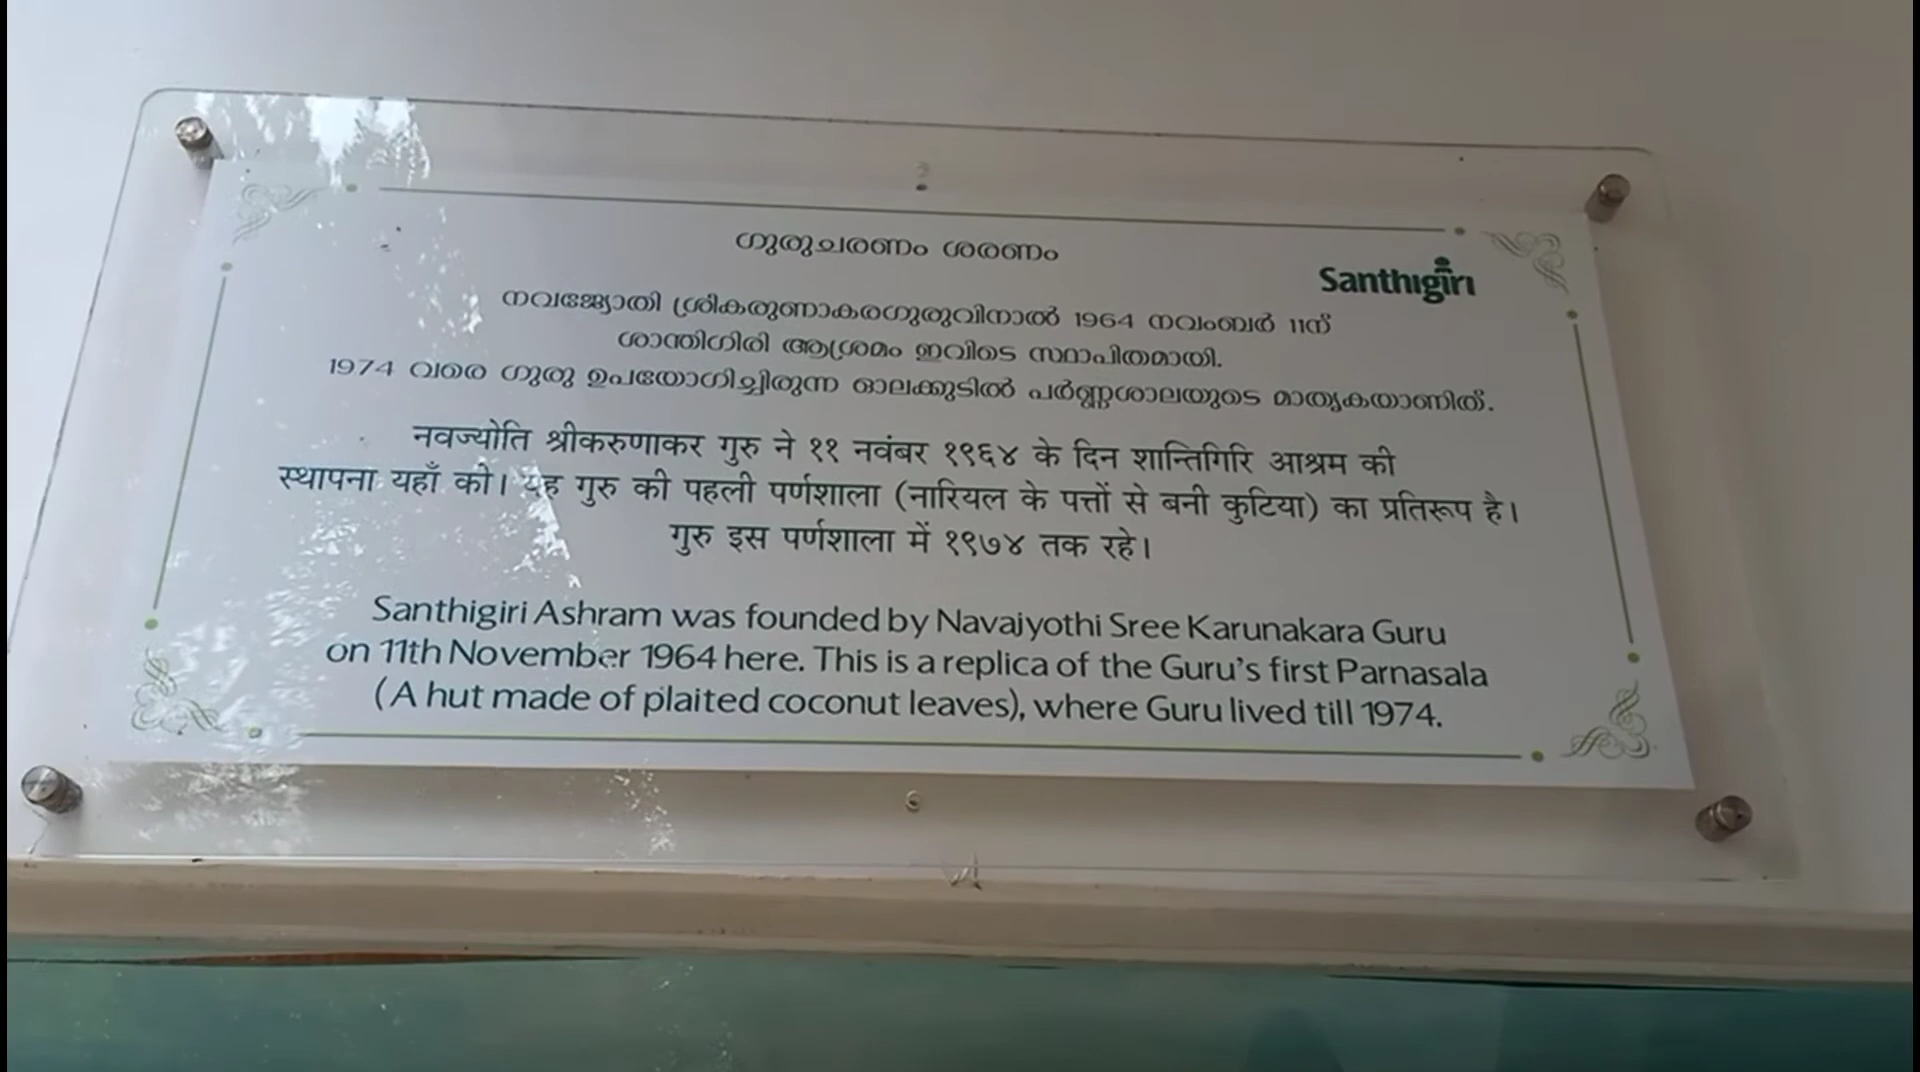 ഗുരുചരണം ശരണം
Santhigiri
നവജ്യോതി ശ്രീകരുണാകരഗുരുവിനാൽ 1964 നവംബർ 11ന്
ശാന്തിഗിരി ആശ്രമം ഇവിടെ സ്ഥാപിതമായി.
1974 വരെ ഗുരു ഉപയോഗിച്ചിരുന്ന ഓലക്കുടിൽ പർണ്ണശാലയുടെ മാതൃകയാണിത്.
नवज्योति श्रीकरुणाकर गुरु ने ११ नवंबर १९६४ के दिन शान्तिगिरि आश्रम की
स्थापना यहाँ की। यह गुरु की पहली पर्णशाला (नारियल के पत्तों से बनी कुटिया) का प्रतिरूप है।
गुरु इस पर्णशाला में १९७४ तक रहे।
Santhigiri Ashram was founded by Navajyothi Sree Karunakara Guru
on 11th November 1964 here. This is a replica of the Guru's first Parnasala
(A hut made of plaited coconut leaves), where Guru lived till 1974.